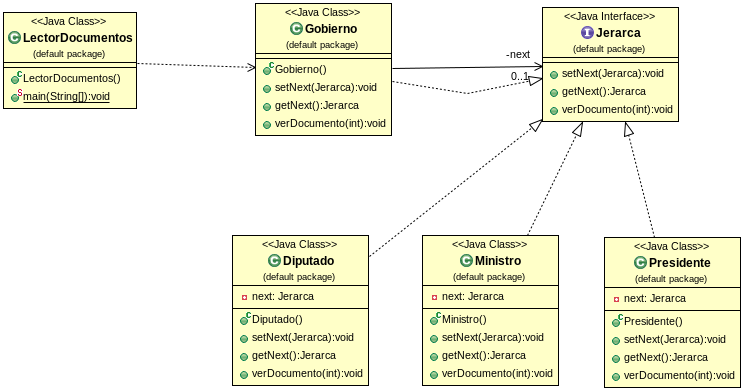 <<Java Class>>
LectorDocumentos
(default package)
LectorDocumentos()
main(String[]):void
<<Java Class>>
Gobierno
(default package)
Gobierno()
setNext(Jerarca):void
getNext():Jerarca
verDocumento(int):void
-next
0..1
<<Java Interface>>
Jerarca
(default package)
setNext(Jerarca):void
getNext():Jerarca
verDocumento(int):void
<<Java Class>>
Diputado
(default package)
next: Jerarca
Diputado()
setNext(Jerarca):void
getNext():Jerarca
verDocumento(int):void
<<Java Class>>
Ministro
(default package)
next: Jerarca
Ministro()
setNext(Jerarca):void
getNext():Jerarca
verDocumento(int):void
<<Java Class>>
Presidente
(default package)
next: Jerarca
Presidente()
setNext(Jerarca):void
getNext():Jerarca
verDocumento(int):void